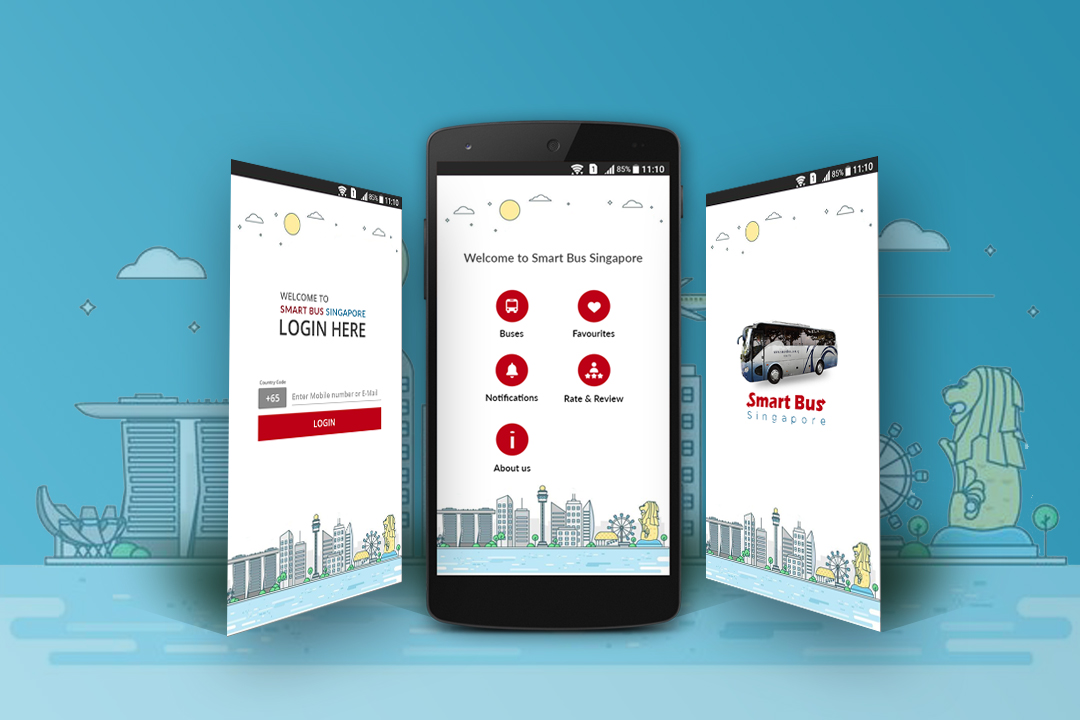 85% 11:10
WELCOME TO
SMART BUS SINGAPORE
LOGIN HERE
Country Code
+65 Enter Mobile number or E-Mail
LOGIN
85% 11:10
Welcome to Smart Bus Singapore
Buses Favourites
Notifications Rate & Review
About us
85% 11:10
Smart Bus
Singapore